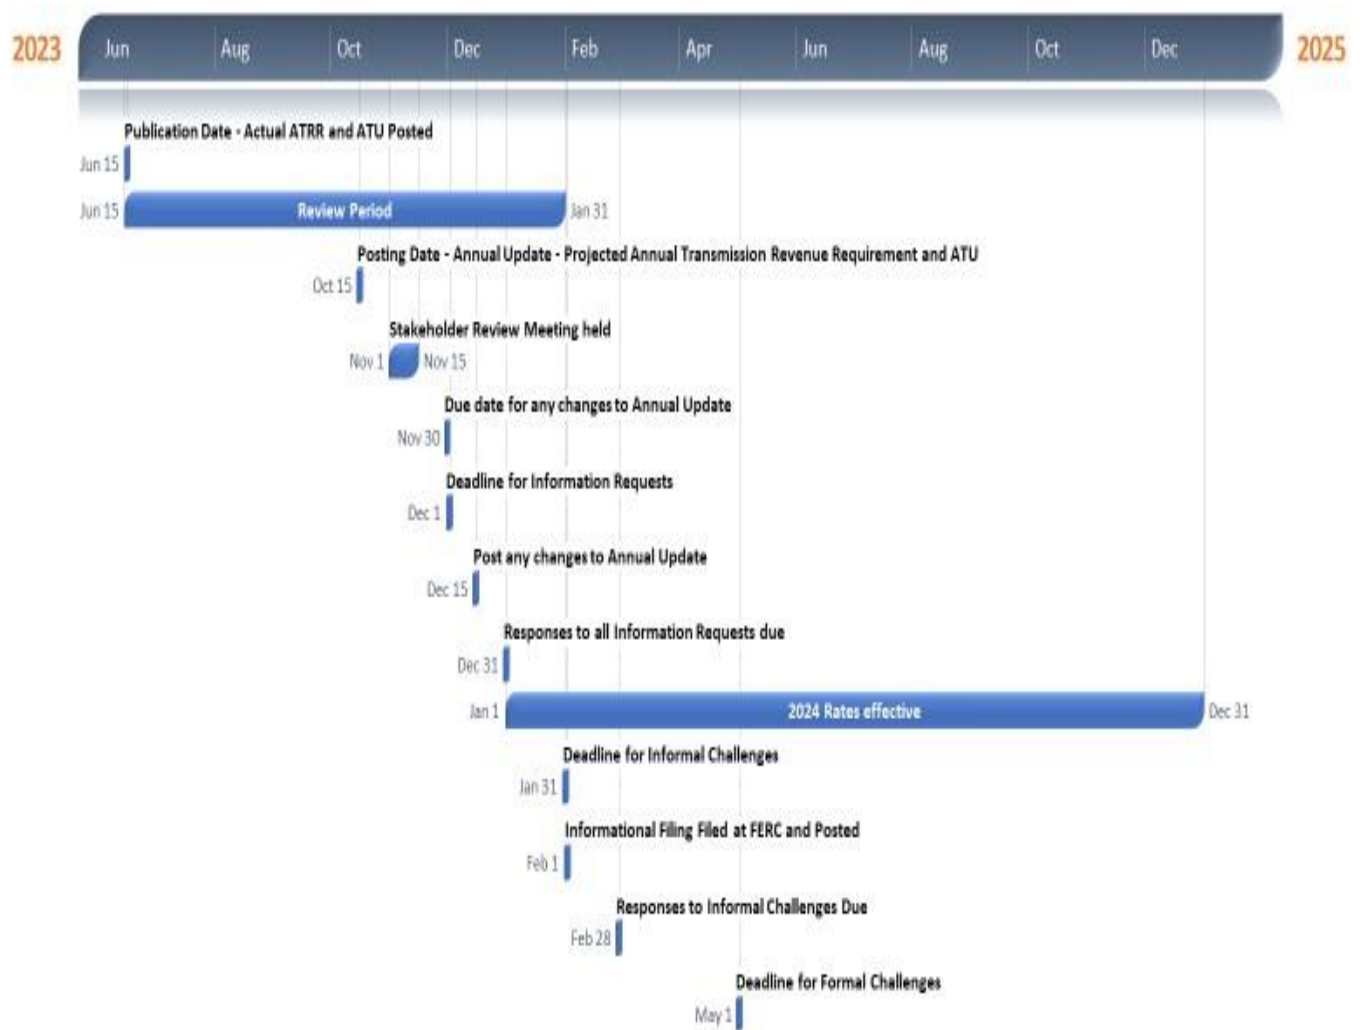 2023 Jun Aug Oct Dec Feb Apr Jun Aug Oct Dec 2025
Publication Date - Actual ATRR and ATU Posted
Jun 15
Jun 15 Review Period Jan 31
Posting Date - Annual Update - Projected Annual Transmission Revenue Requirement and ATU
Oct 15
Stakeholder Review Meeting held
Nov 1 Nov 15
Due date for any changes to Annual Update
Nov 30
Deadline for Information Requests
Dec 1
Post any changes to Annual Update
Dec 15
Responses to all Information Requests due
Dec 31
Jan 1 2024 Rates effective Dec 31
Deadline for Informal Challenges
Jan 31
Informational Filing Filed at FERC and Posted
Feb 1
Responses to Informal Challenges Due
Feb 28
Deadline for Formal Challenges
May 1